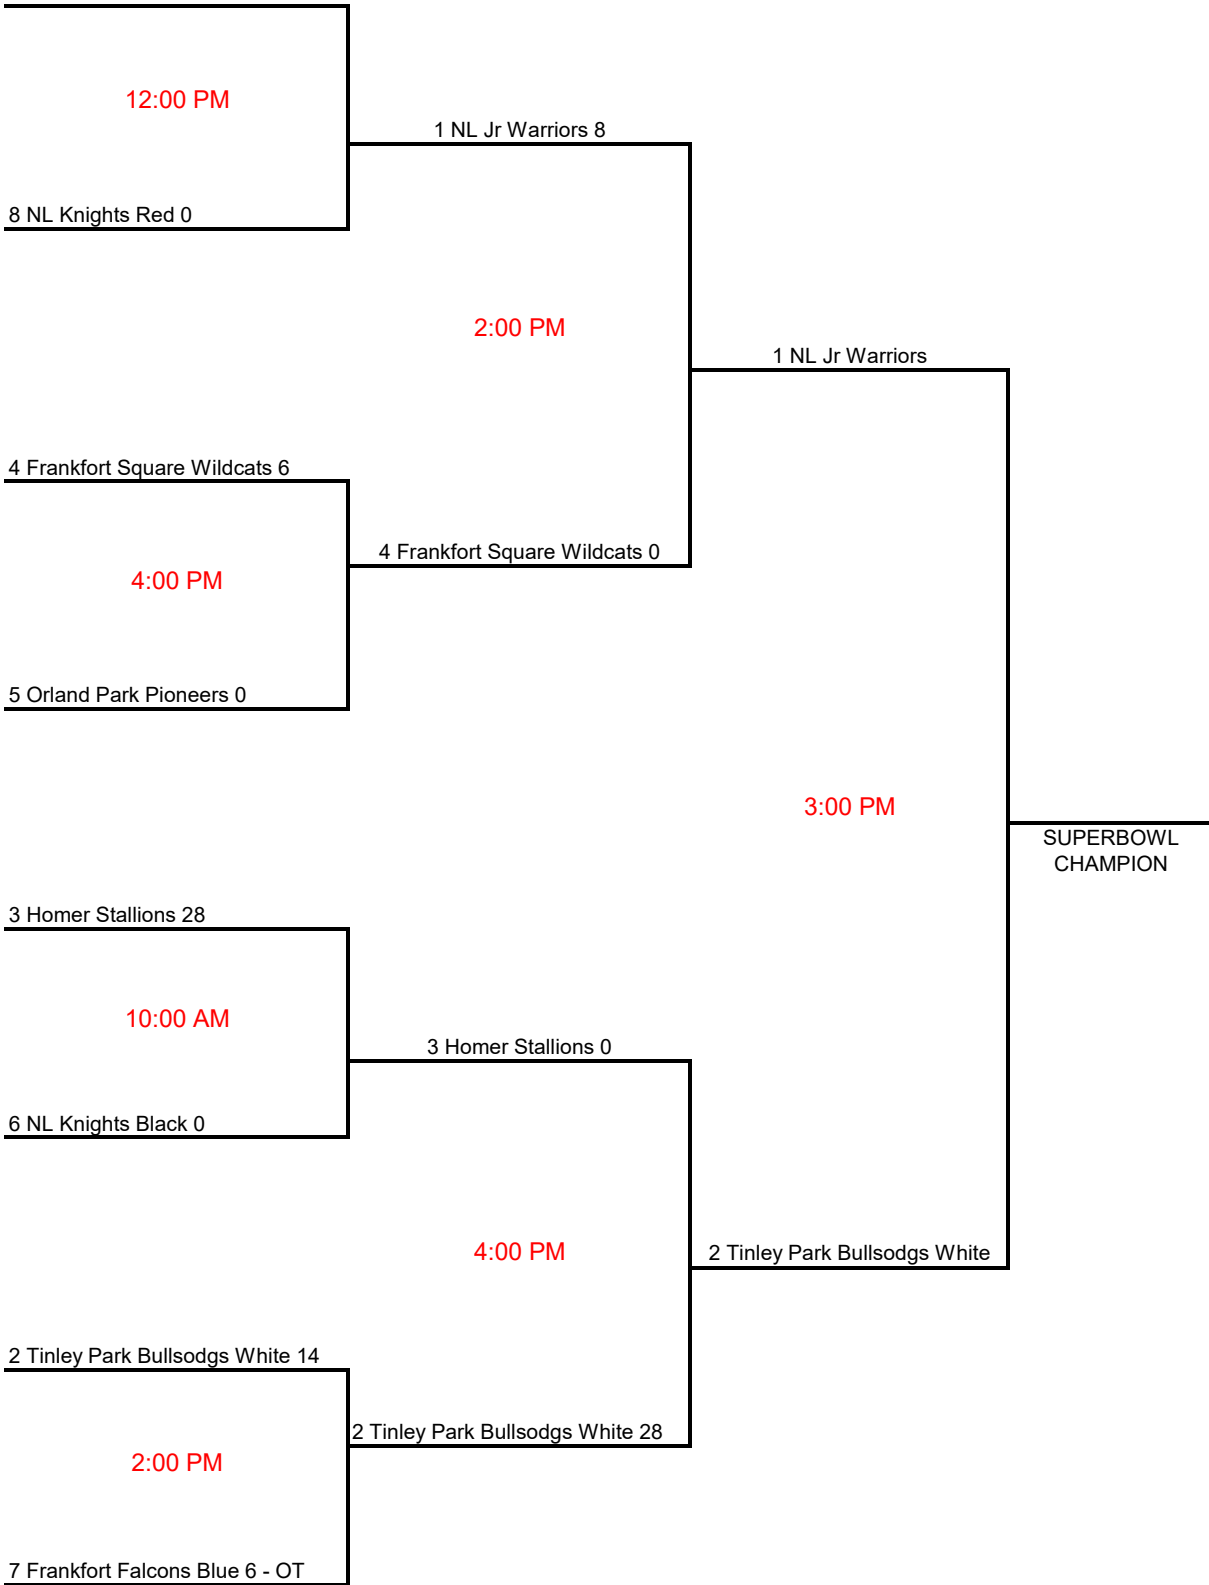 12:00 PM
1 NL Jr Warriors 8
8 NL Knights Red 0
2:00 PM
1 NL Jr Warriors
4 Frankfort Square Wildcats 6
4 Frankfort Square Wildcats 0
4:00 PM
5 Orland Park Pioneers 0
3:00 PM
SUPERBOWL
CHAMPION
3 Homer Stallions 28
10:00 AM
3 Homer Stallions 0
6 NL Knights Black 0
4:00 PM
2 Tinley Park Bullsodgs White
2 Tinley Park Bullsodgs White 14
2 Tinley Park Bullsodgs White 28
2:00 PM
7 Frankfort Falcons Blue 6 - OT